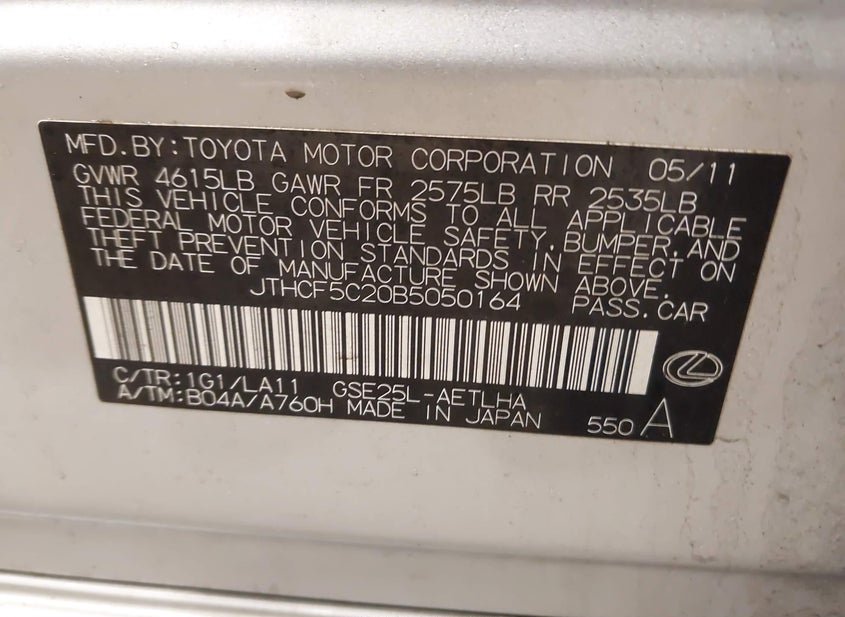 MFD.BY:TOYOTA MOTOR CORPORATION 05/11
GVWR 4615LB GAWR FR 2575LB RR 2535LB
THIS VEHICLE CONFORMS TO ALL APPLICABLE
FEDERAL MOTOR VEHICLE SAFETY,BUMPER,AND
THEFT PREVENTION STANDARDS IN EFFECT ON
THE DATE OF MANUFACTURE SHOWN ABOVE.
JTHCF5C20B5050164 PASS.CAR
C/TR:1G1/LA11 GSE25L-AETLHA
A/TM:B04A/A760H MADE IN JAPAN 550 A